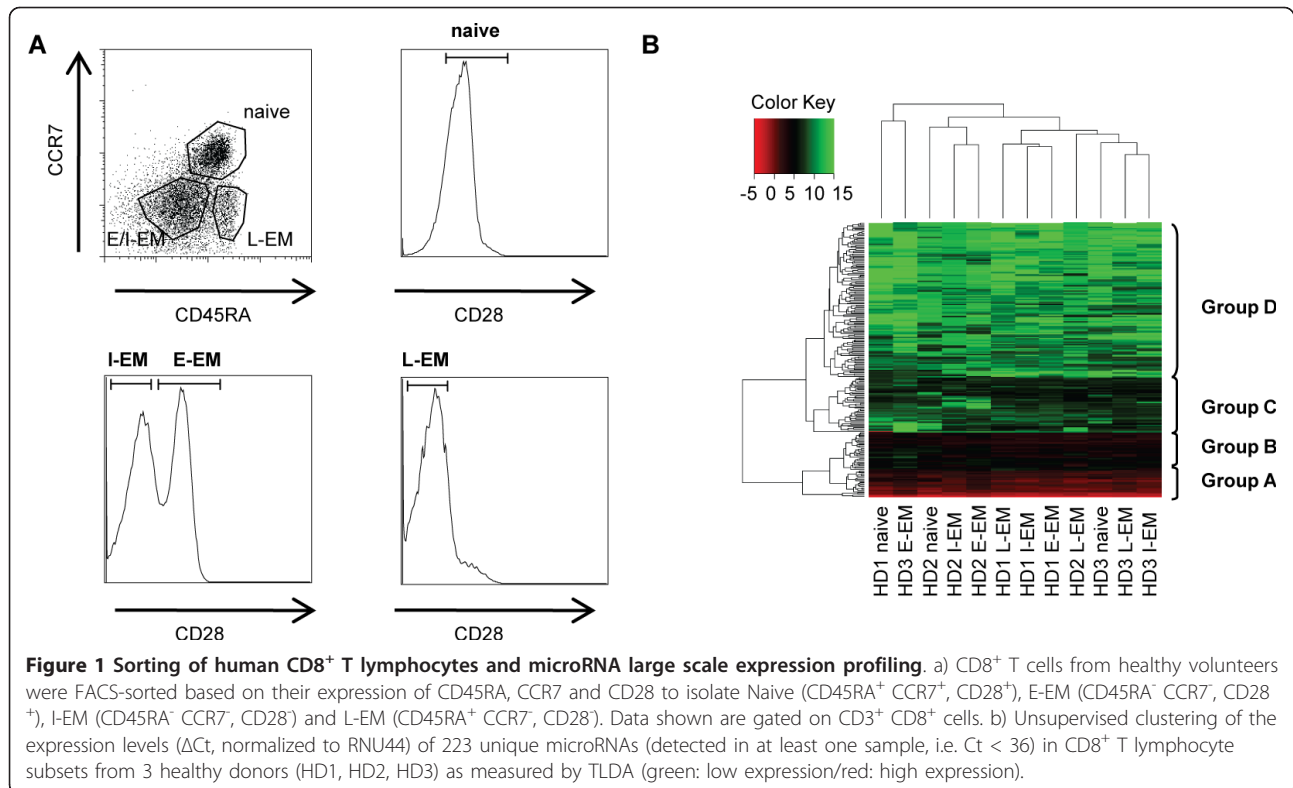 A
naive
CCR7
E/I-EM
L-EM
CD45RA
naive
CD28
I-EM E-EM
CD28
L-EM
CD28
B
Color Key
-5 0 5 10 15
Group D
Group C
Group B
Group A
HD1 naive
HD3 E-EM
HD2 naive
HD2 I-EM
HD2 E-EM
HD1 L-EM
HD1 I-EM
HD1 E-EM
HD2 L-EM
HD3 naive
HD3 L-EM
HD3 I-EM
Figure 1 Sorting of human CD8⁺ T lymphocytes and microRNA large scale expression profiling. a) CD8⁺ T cells from healthy volunteers
were FACS-sorted based on their expression of CD45RA, CCR7 and CD28 to isolate Naive (CD45RA⁺ CCR7⁺, CD28⁺), E-EM (CD45RA⁻ CCR7⁻, CD28
⁺), I-EM (CD45RA⁻ CCR7⁻, CD28⁻) and L-EM (CD45RA⁺ CCR7⁻, CD28⁻). Data shown are gated on CD3⁺ CD8⁺ cells. b) Unsupervised clustering of the
expression levels (ΔCt, normalized to RNU44) of 223 unique microRNAs (detected in at least one sample, i.e. Ct < 36) in CD8⁺ T lymphocyte
subsets from 3 healthy donors (HD1, HD2, HD3) as measured by TLDA (green: low expression/red: high expression).